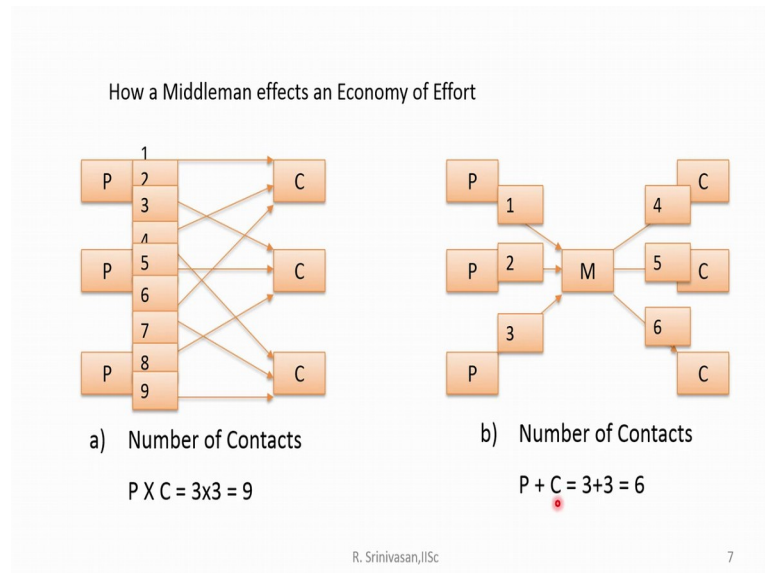 How a Middleman effects an Economy of Effort
1
P 2 C
3
4
P 5 C
6
7
P 8 C
9
a) Number of Contacts
P X C = 3x3 = 9
P C
1 4
P 2 M 5 C
3 6
P C
b) Number of Contacts
P + C = 3+3 = 6
R. Srinivasan,IISc
7